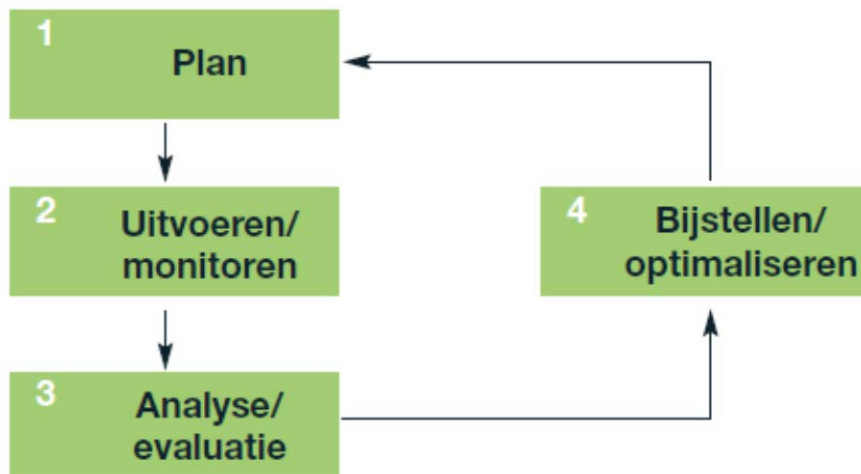 1
Plan
2
Uitvoeren/
monitoren
3
Analyse/
evaluatie
4
Bijstellen/
optimaliseren